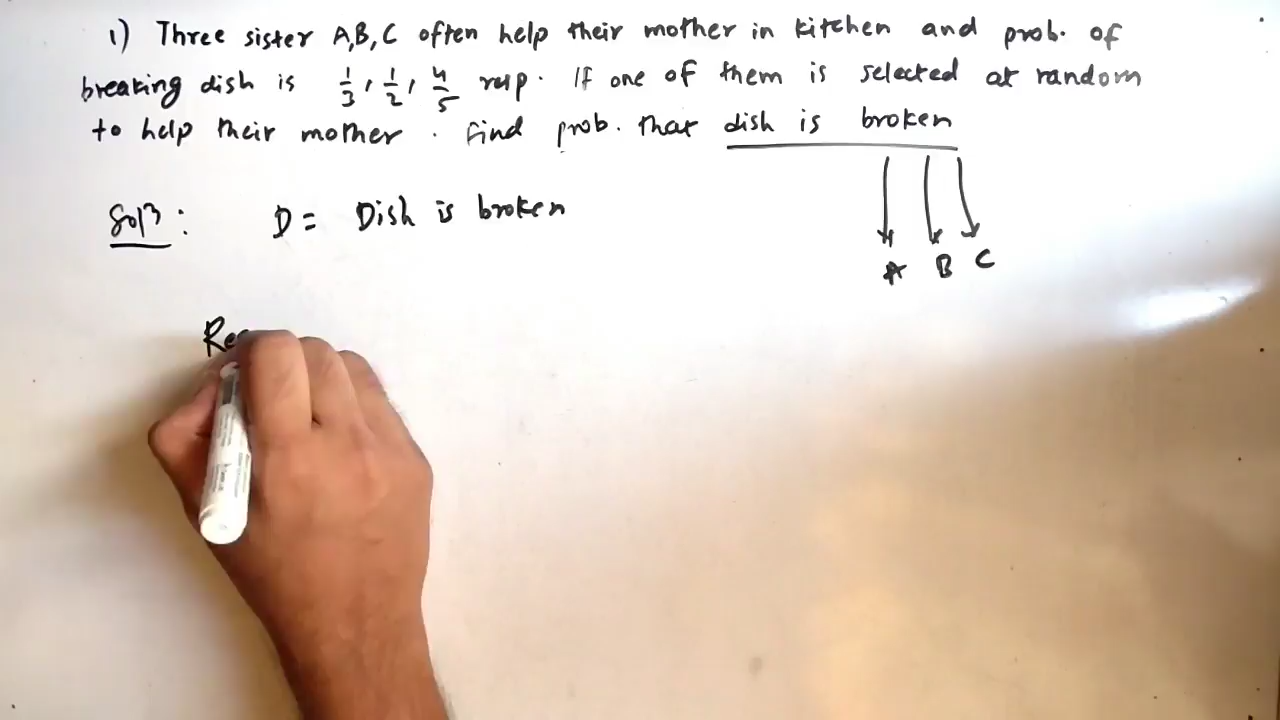 1) Three sister A,B,C often help their mother in kitchen and prob. of
breaking dish is 1/3, 1/2, 4/5 resp. If one of them is selected at random
to help their mother. Find prob. that dish is broken
Sol^n: D = Dish is broken
A B C
Re